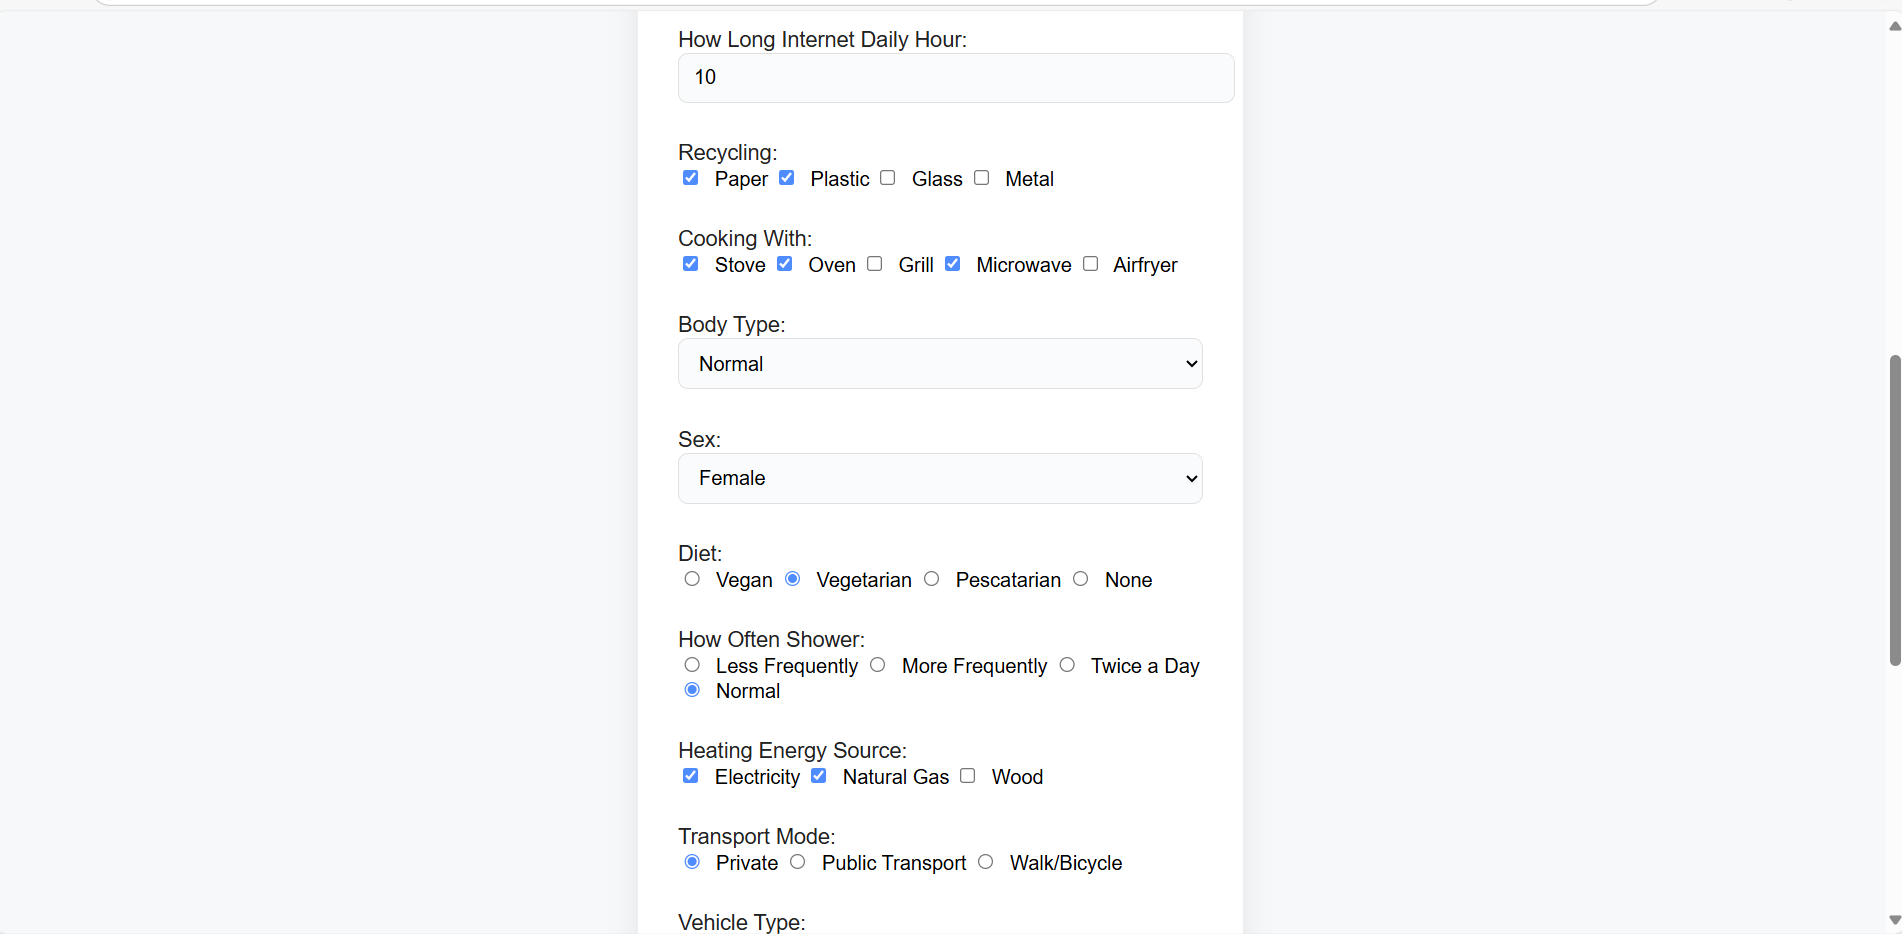 How Long Internet Daily Hour:
10
Recycling:
Paper Plastic Glass Metal
Cooking With:
Stove Oven Grill Microwave Airfryer
Body Type:
Normal
Sex:
Female
Diet:
Vegan Vegetarian Pescatarian None
How Often Shower:
Less Frequently More Frequently Twice a Day
Normal
Heating Energy Source:
Electricity Natural Gas Wood
Transport Mode:
Private Public Transport Walk/Bicycle
Vehicle Type: